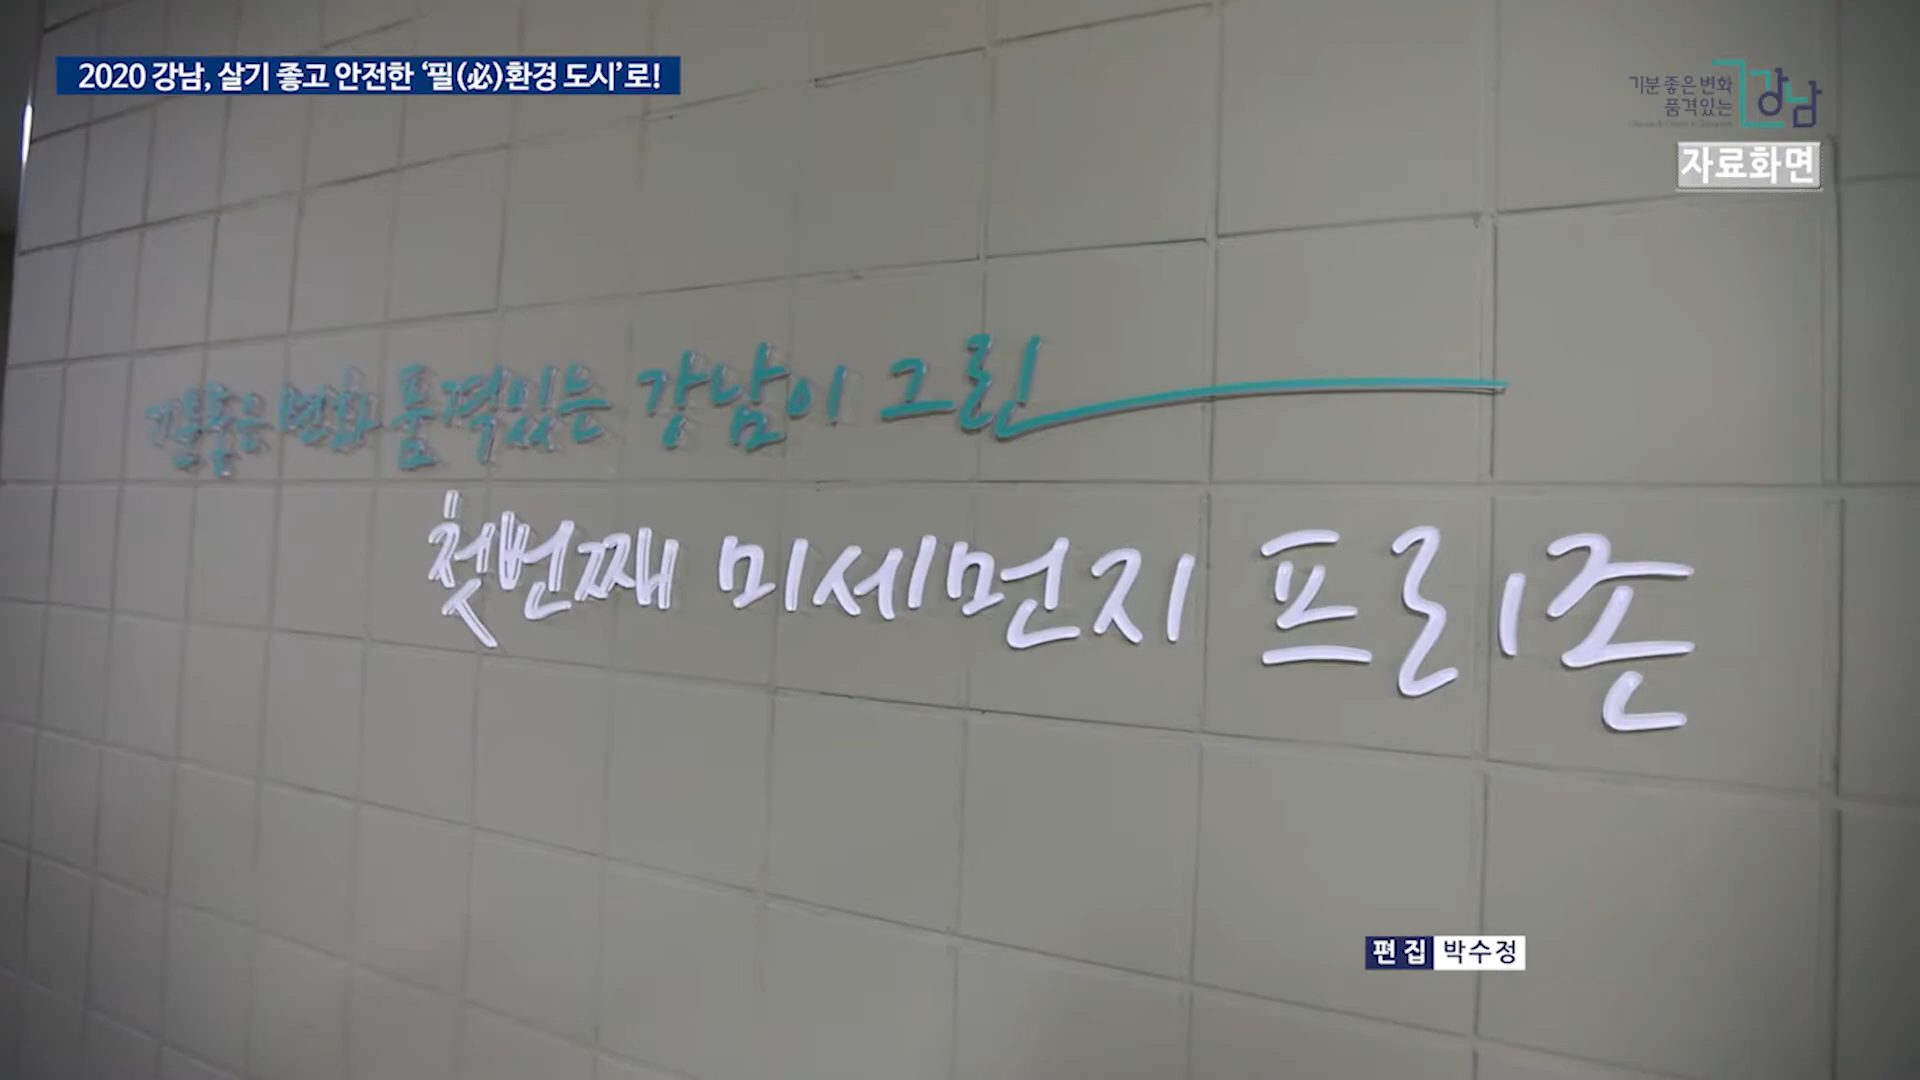 2020 강남, 살기 좋고 안전한 ‘필(必)환경 도시’로!
기분 좋은 변화
품격 있는
강남
자료화면
기분좋은 변화 품격있는 강남이 그린
첫번째 미세먼지 프리존
편집 박수정